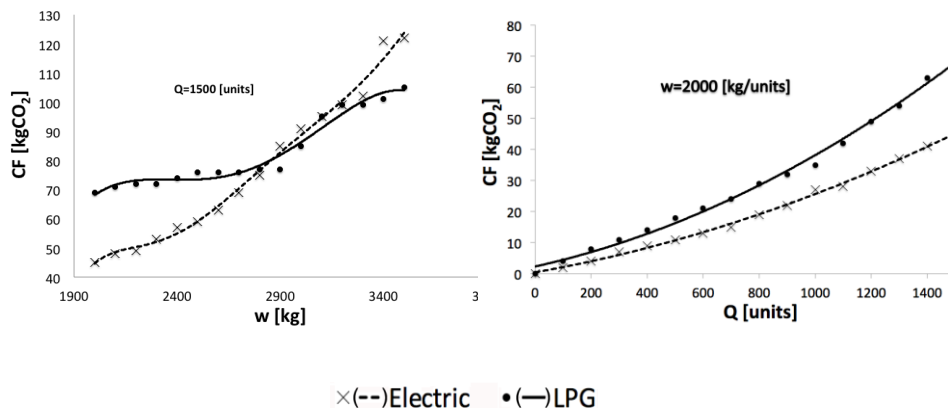 130
120
110
100
90
80
70
60
50
40
CF [kgCO2]
Q=1500 [units]
1900 2400 2900 3400 3
w [kg]
80
70
60
50
40
30
20
10
0
CF [kgCO2]
w=2000 [kg/units]
0 200 400 600 800 1000 1200 1400
Q [units]
×(--)Electric •(—)LPG